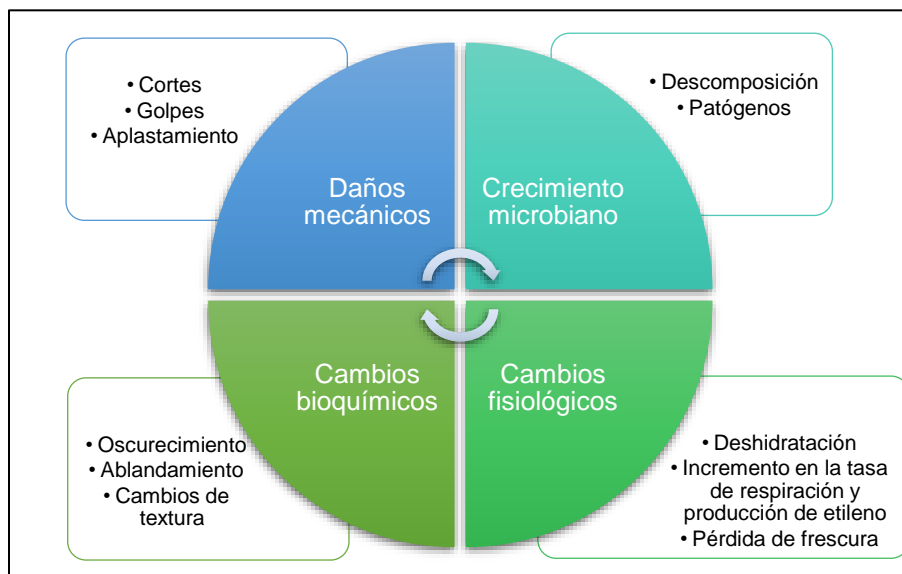 • Cortes
• Golpes
• Aplastamiento
• Descomposición
• Patógenos
Daños
mecánicos
Crecimiento
microbiano
Cambios
bioquímicos
Cambios
fisiológicos
• Oscurecimiento
• Ablandamiento
• Cambios de
textura
• Deshidratación
• Incremento en la tasa
de respiración y
producción de etileno
• Pérdida de frescura